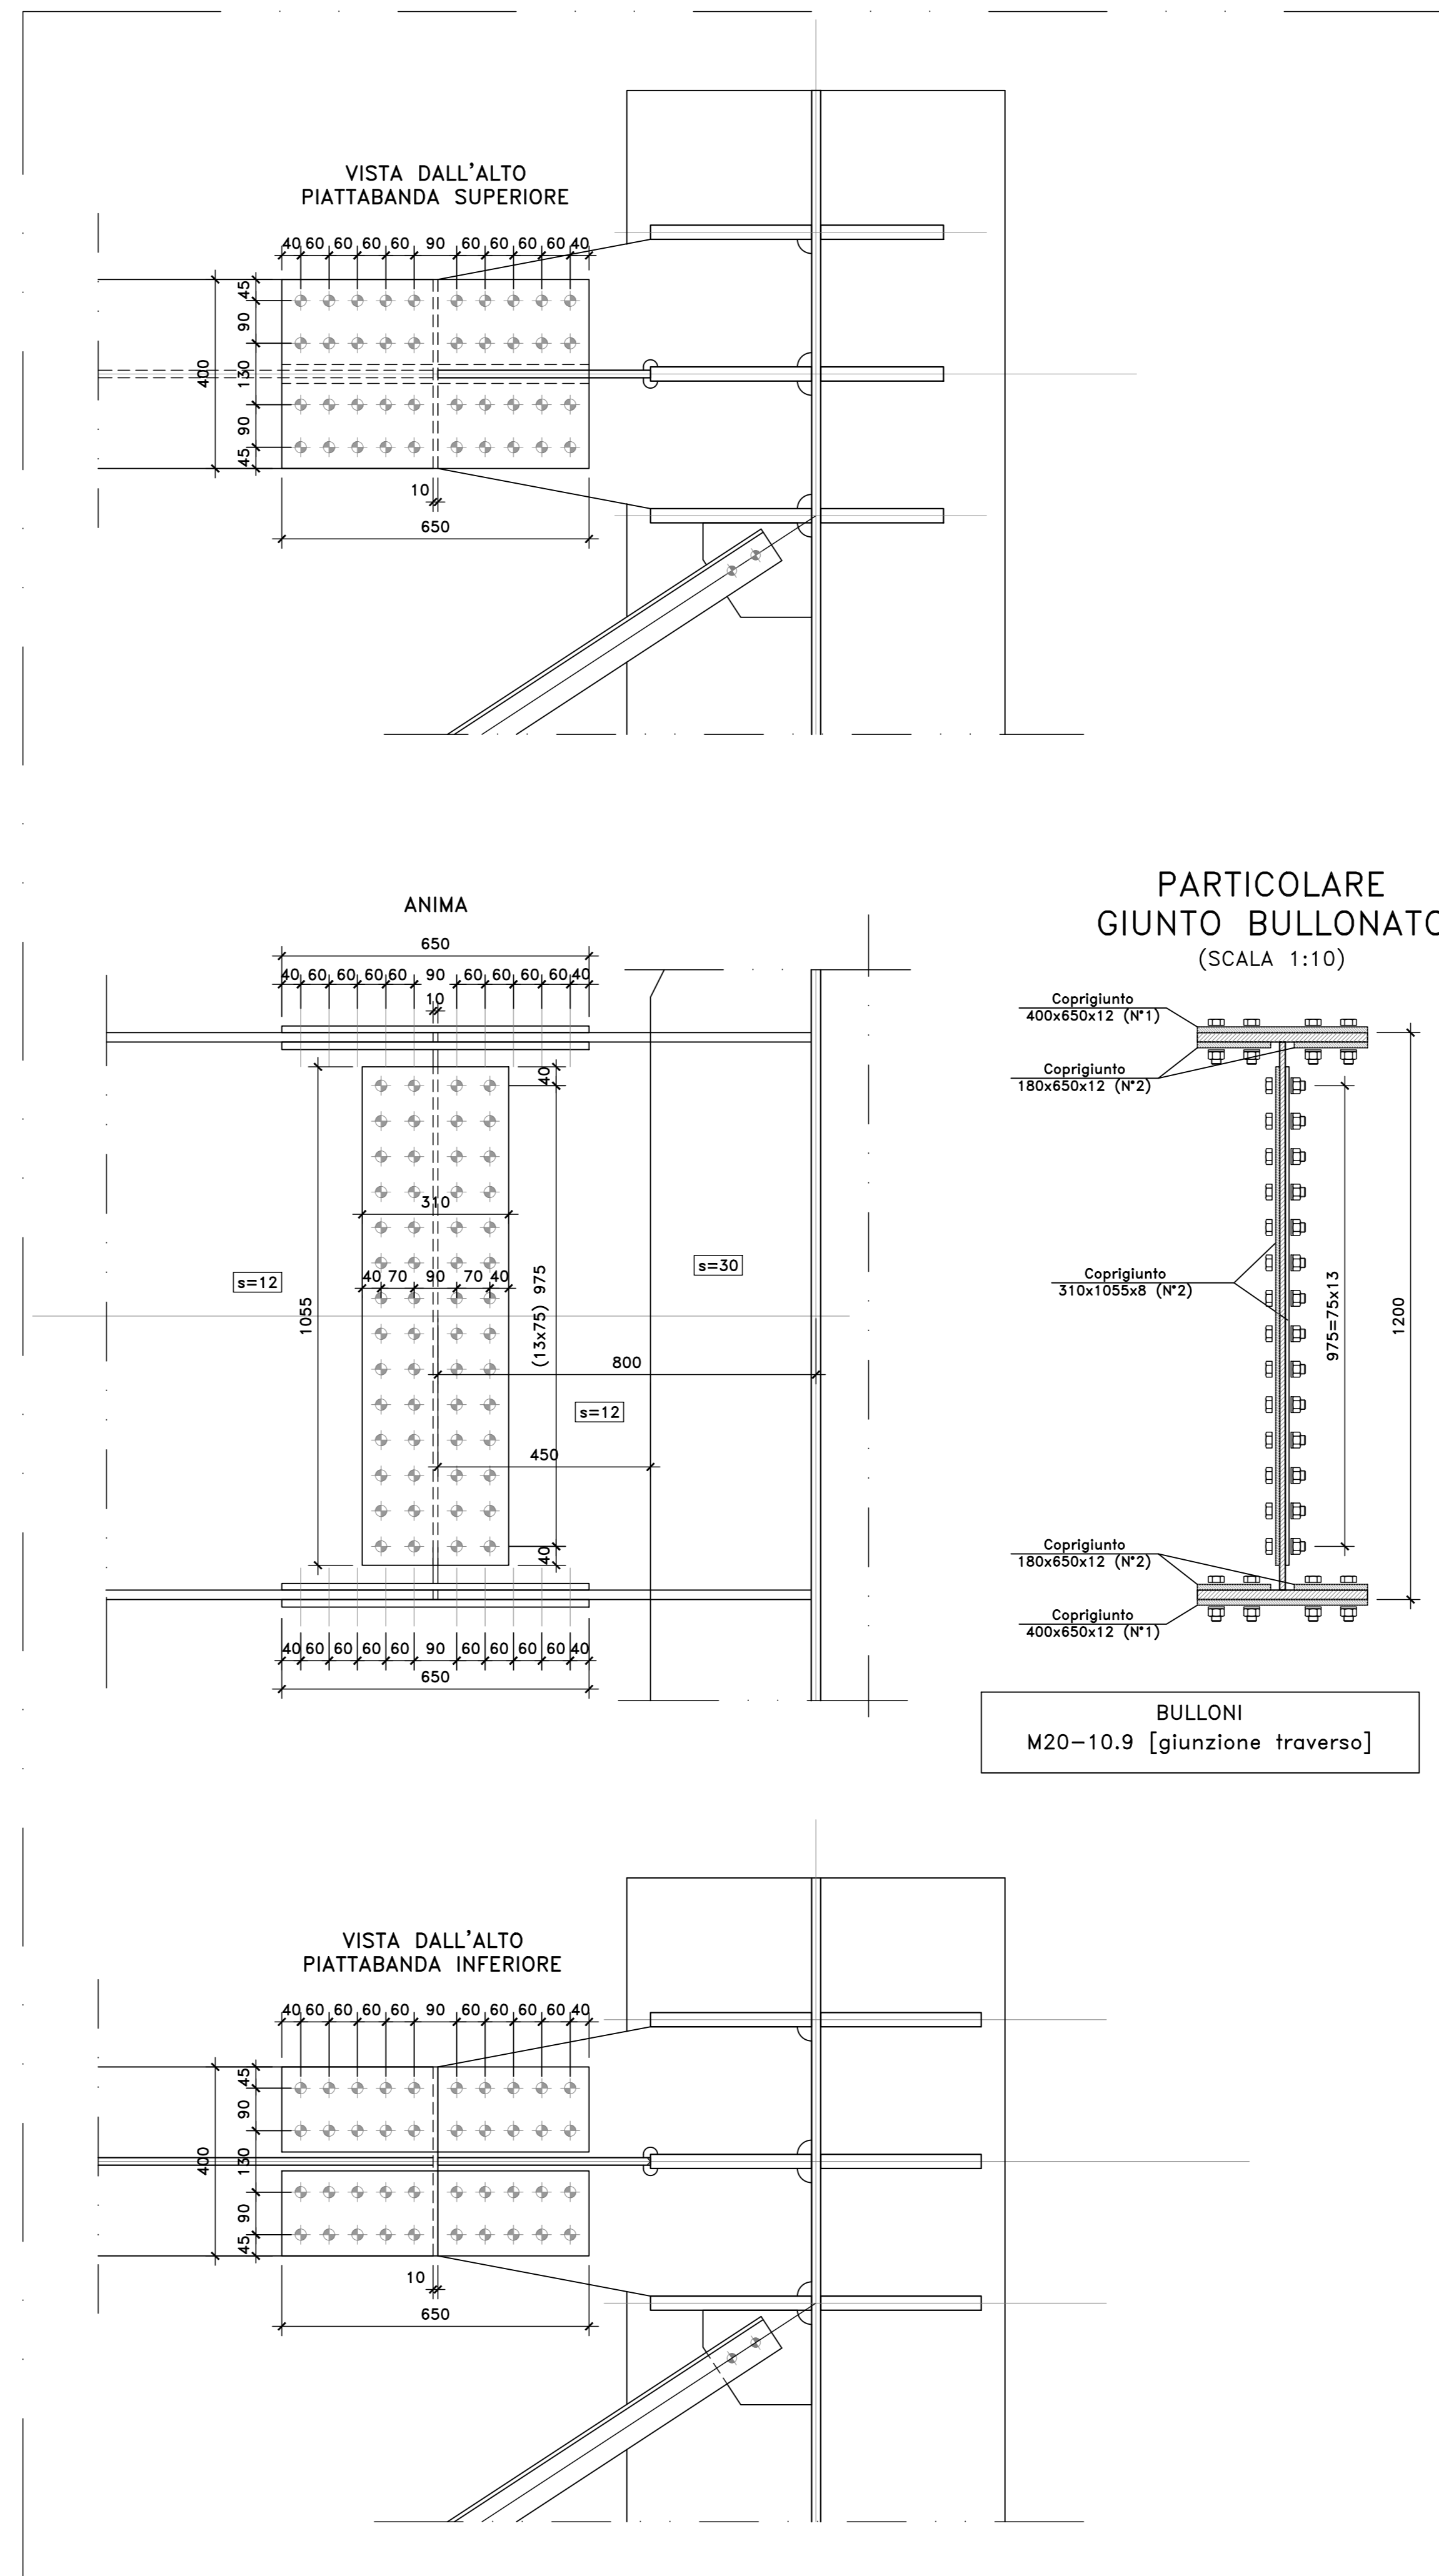 VISTA DALL'ALTO
PIATTABANDA SUPERIORE
40 60 60 60 60 90 60 60 60 60 40
45
90
130
90
45
400
10
650
ANIMA
650
40 60 60 60 60 90 60 60 60 60 40
10
40
310
s=12
1055
40 70 90 70 40
(13x75) 975
s=30
800
s=12
450
40
40 60 60 60 60 90 60 60 60 60 40
650
PARTICOLARE
GIUNTO BULLONATO
(SCALA 1:10)
Coprigiunto
400x650x12 (N°1)
Coprigiunto
180x650x12 (N°2)
Coprigiunto
310x1055x8 (N°2)
975=75x13
1200
Coprigiunto
180x650x12 (N°2)
Coprigiunto
400x650x12 (N°1)
BULLONI
M20-10.9 [giunzione traverso]
VISTA DALL'ALTO
PIATTABANDA INFERIORE
40 60 60 60 60 90 60 60 60 60 40
45
90
130
90
45
400
10
650